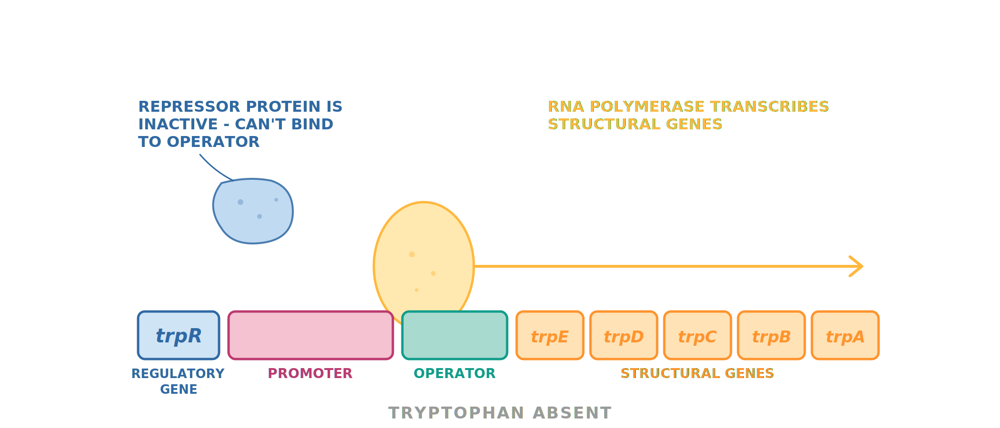 REPRESSOR PROTEIN IS
INACTIVE - CAN'T BIND
TO OPERATOR
RNA POLYMERASE TRANSCRIBES
STRUCTURAL GENES
trpR
trpE
trpD
trpC
trpB
trpA
REGULATORY
GENE
PROMOTER
OPERATOR
STRUCTURAL GENES
TRYPTOPHAN ABSENT